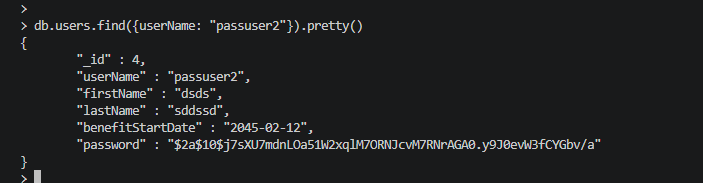 >
> db.users.find({userName: "passuser2"}).pretty()
{
"_id" : 4,
"userName" : "passuser2",
"firstName" : "dsds",
"lastName" : "sddssd",
"benefitStartDate" : "2045-02-12",
"password" : "$2a$10$j7sXU7mdnLOa51W2xqlM7ORNJcvM7RNrAGA0.y9J0evW3fCYGbv/a"
}
>